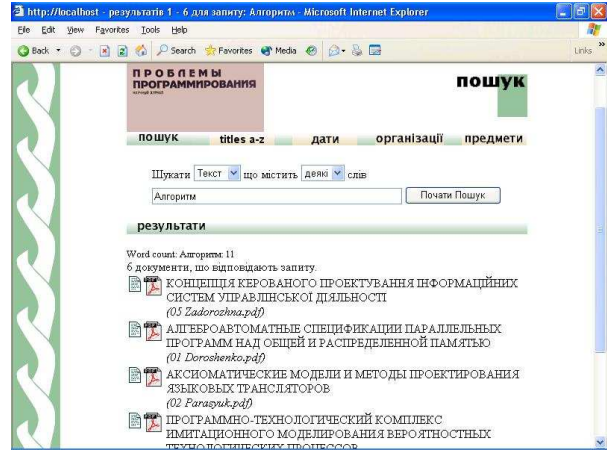 http://localhost - результатів 1 - 6 для запиту: Алгоритм - Microsoft Internet Explorer
File Edit View Favorites Tools Help
Back Search Favorites Media Links »
ПРОБЛЕМЫ
ПРОГРАММИРОВАНИЯ
пошук
пошук titles a-z дати організації предмети
Шукати Текст що містить деякі слів
Алгоритм Почати Пошук
результати
Word count: Алгоритм: 11
6 документи, що відповідають запиту.
КОНЦЕПЦІЯ КЕРОВАНОГО ПРОЕКТУВАННЯ ІНФОРМАЦІЙНИХ
СИСТЕМ УПРАВЛІНСЬКОЇ ДІЯЛЬНОСТІ
(05 Zadorozhna.pdf)
АЛГЕБРОАВТОМАТНЫЕ СПЕЦИФИКАЦИИ ПАРАЛЛЕЛЬНЫХ
ПРОГРАММ НАД ОБЩЕЙ И РАСПРЕДЕЛЕННОЙ ПАМЯТЬЮ
(01 Doroshenko.pdf)
АКСИОМАТИЧЕСКИЕ МОДЕЛИ И МЕТОДЫ ПРОЕКТИРОВАНИЯ
ЯЗЫКОВЫХ ТРАНСЛЯТОРОВ
(02 Parasyuk.pdf)
ПРОГРАММНО-ТЕХНОЛОГИЧЕСКИЙ КОМПЛЕКС
ИМИТАЦИОННОГО МОДЕЛИРОВАНИЯ ВЕРОЯТНОСТНЫХ
ТЕХНОЛОГИЧЕСКИХ ПРОЦЕССОВ